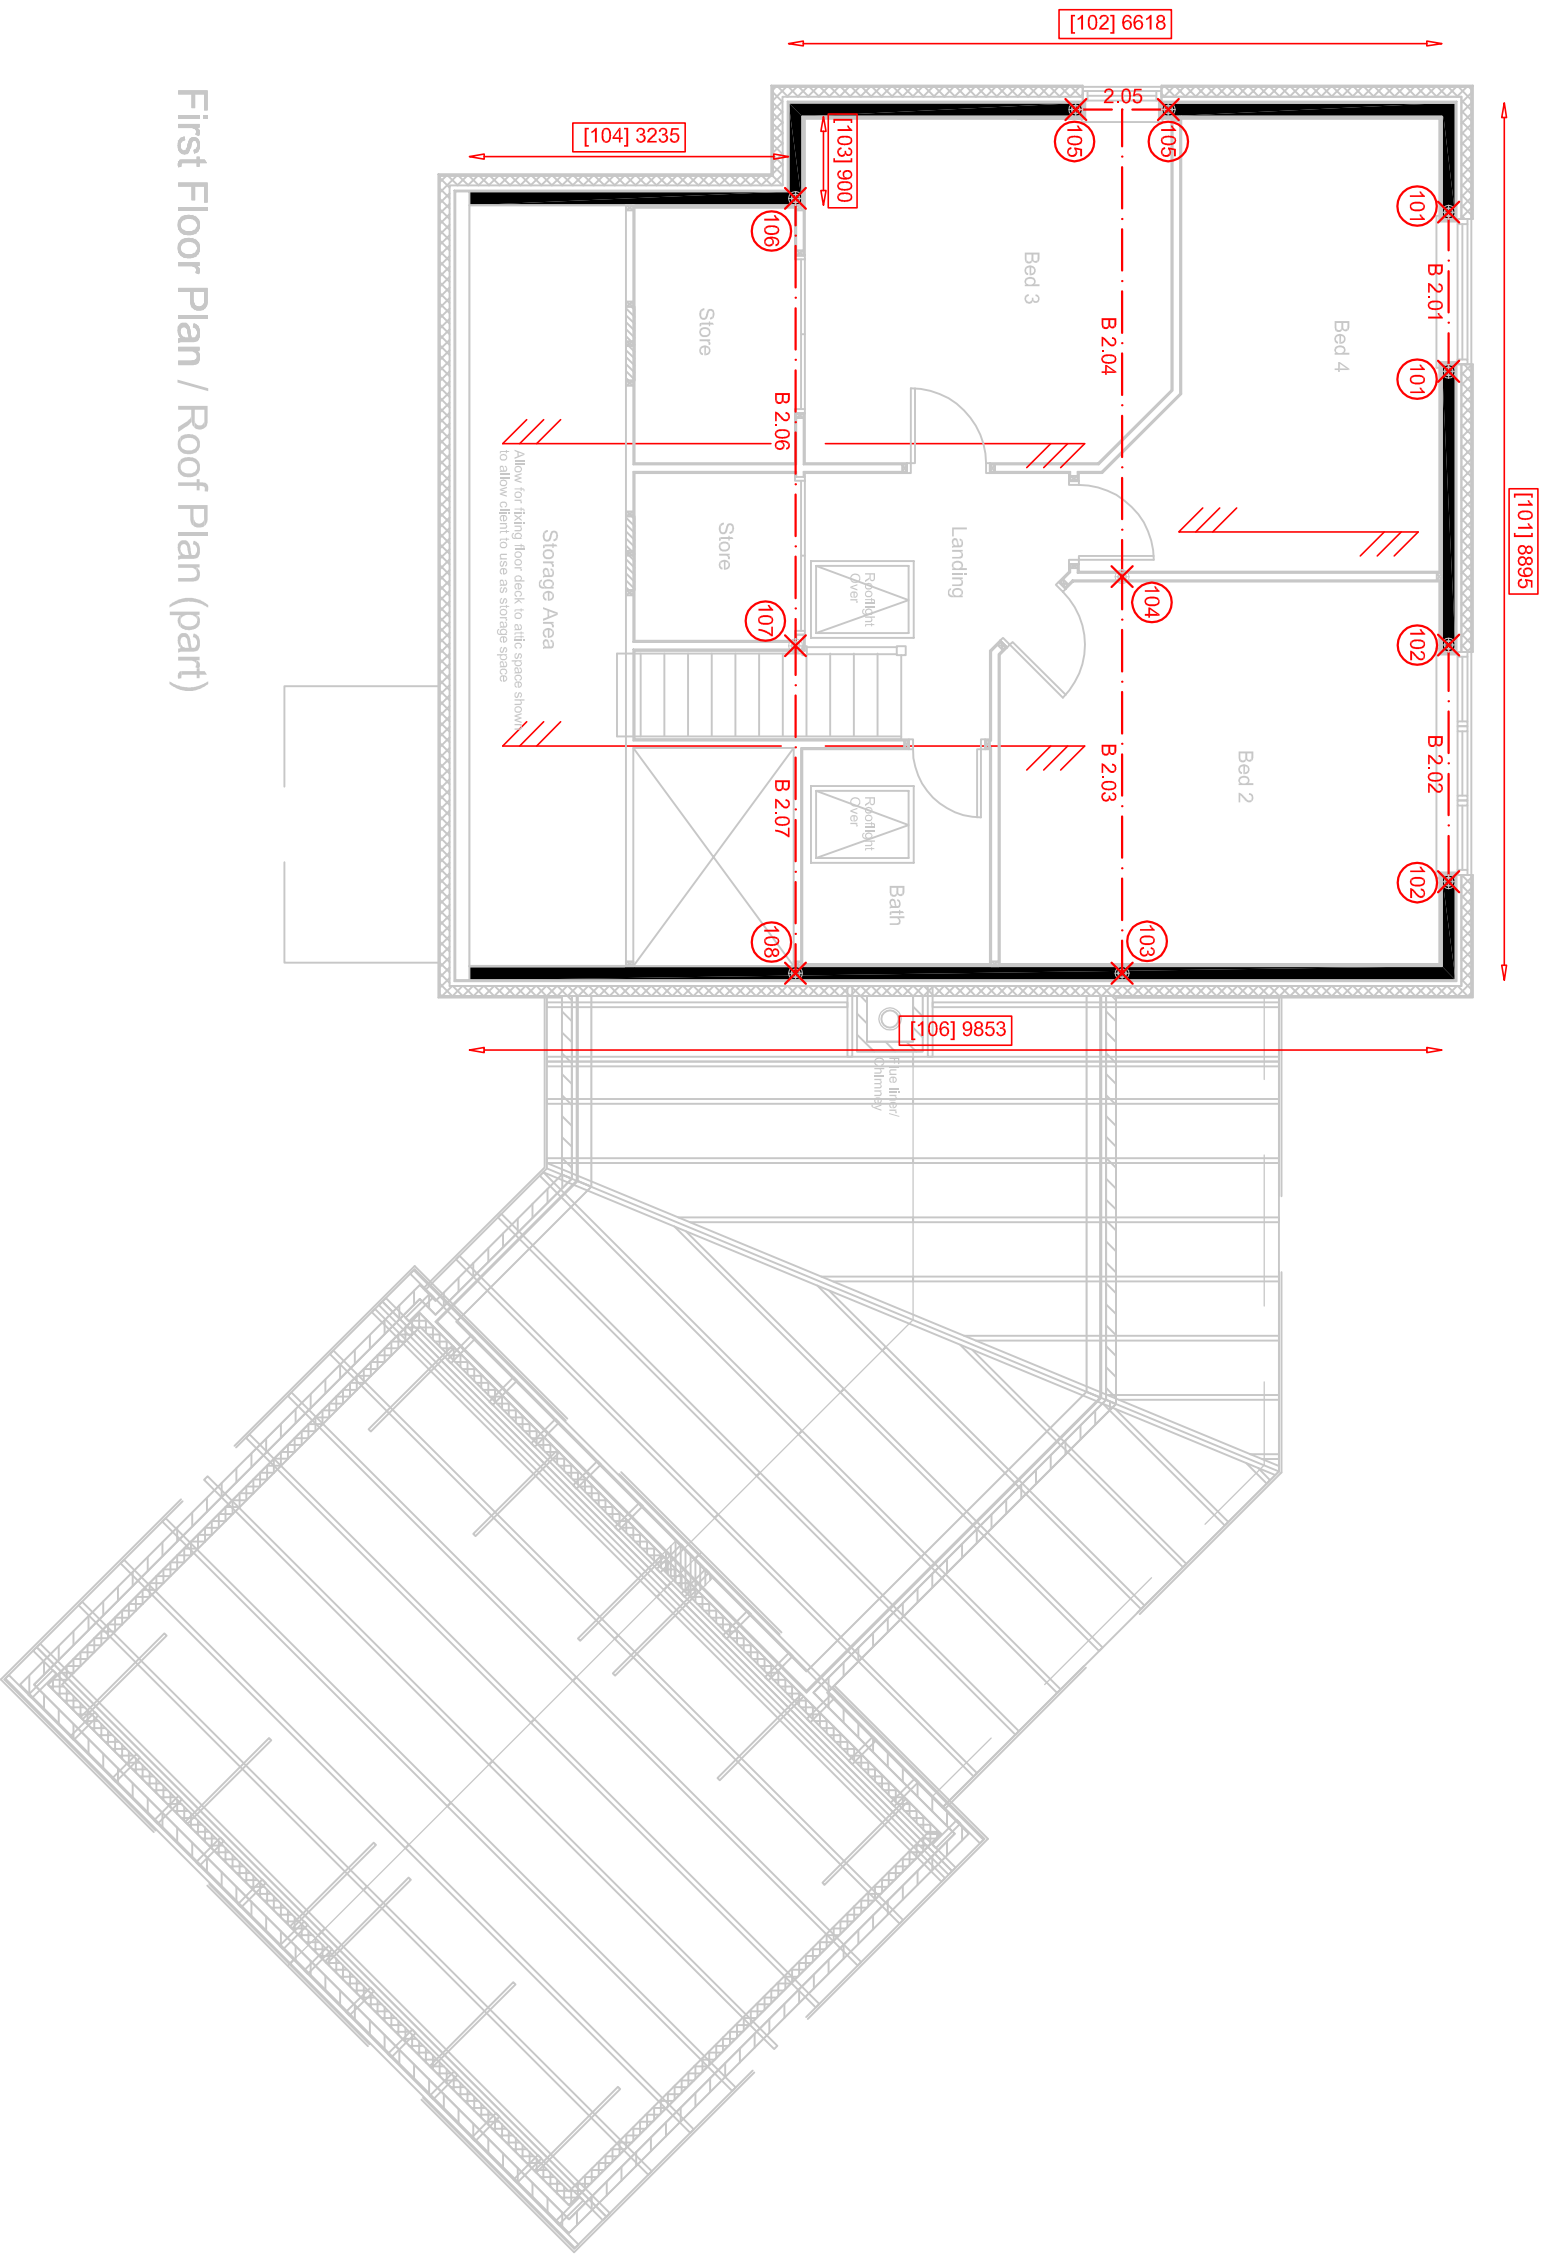 [102] 6618
2.05
105
105
[103] 900
[104] 3235
106
101
B 2.01
101
[101] 8895
102
B 2.02
102
Bed 4
Bed 3
B 2.04
B 2.06
Store
Store
Landing
Rooflight
Over
104
107
Allow for fixing floor deck to attic space shown
to allow client to use as storage space
Storage Area
B 2.03
Bed 2
B 2.07
Rooflight
Over
Bath
103
108
[106] 9853
Flue liner/
Chimney
First Floor Plan / Roof Plan (part)